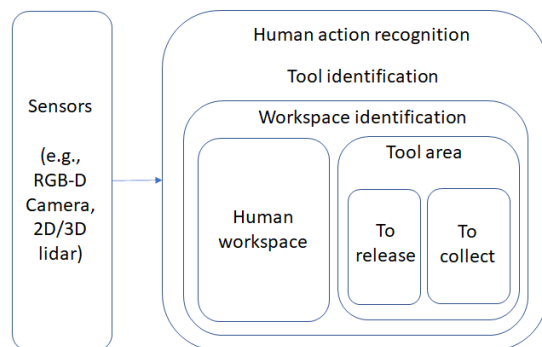 Sensors
(e.g.,
RGB-D
Camera,
2D/3D
lidar)
Human action recognition
Tool identification
Workspace identification
Human
workspace
Tool area
To
release
To
collect